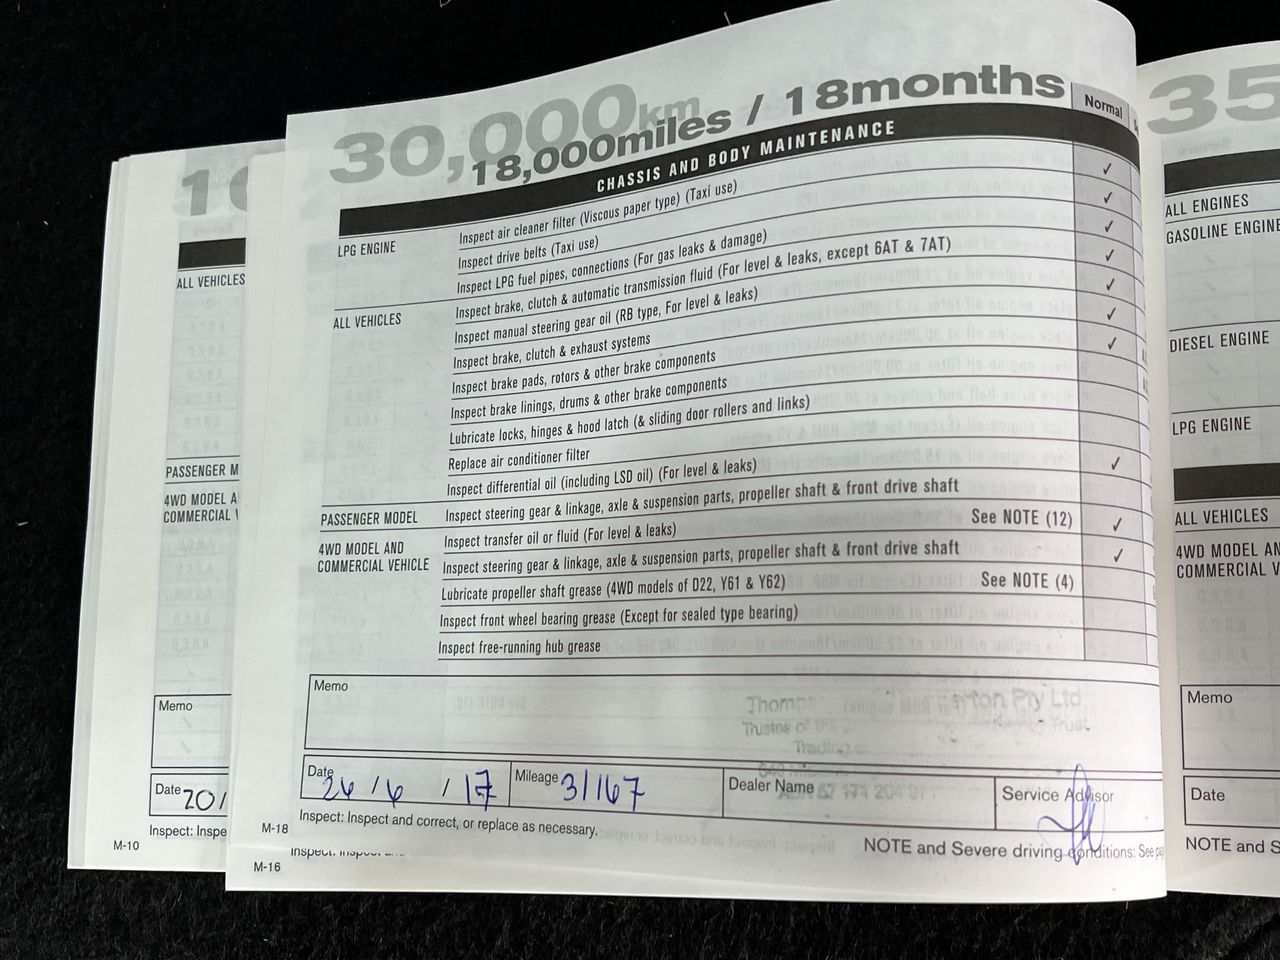 30,000km
18,000miles / 18months
Normal
CHASSIS AND BODY MAINTENANCE
LPG ENGINE
Inspect air cleaner filter (Viscous paper type) (Taxi use) ✓
Inspect drive belts (Taxi use) ✓
Inspect LPG fuel pipes, connections (For gas leaks & damage) ✓
ALL VEHICLES
Inspect brake, clutch & automatic transmission fluid (For level & leaks, except 6AT & 7AT) ✓
Inspect manual steering gear oil (RB type, For level & leaks) ✓
Inspect brake, clutch & exhaust systems ✓
Inspect brake pads, rotors & other brake components ✓
Inspect brake linings, drums & other brake components
Lubricate locks, hinges & hood latch (& sliding door rollers and links)
Replace air conditioner filter
Inspect differential oil (including LSD oil) (For level & leaks) ✓
PASSENGER MODEL
Inspect steering gear & linkage, axle & suspension parts, propeller shaft & front drive shaft
4WD MODEL AND
COMMERCIAL VEHICLE
Inspect transfer oil or fluid (For level & leaks) See NOTE (12) ✓
Inspect steering gear & linkage, axle & suspension parts, propeller shaft & front drive shaft ✓
Lubricate propeller shaft grease (4WD models of D22, Y61 & Y62) See NOTE (4)
Inspect front wheel bearing grease (Except for sealed type bearing)
Inspect free-running hub grease
Memo
Pty Ltd
Trust
Trading
Date 26/6/17
Mileage 31167
Dealer Name
Service Advisor
Inspect: Inspect and correct, or replace as necessary.
NOTE and Severe driving conditions: See
M-18
M-16
ALL VEHICLES
PASSENGER M
4WD MODEL A
COMMERCIAL
Memo
Date 20/
Inspect: Inspe
M-10
35
ALL ENGINES
GASOLINE ENGINE
DIESEL ENGINE
LPG ENGINE
ALL VEHICLES
4WD MODEL AN
COMMERCIAL V
Memo
Date
NOTE and S